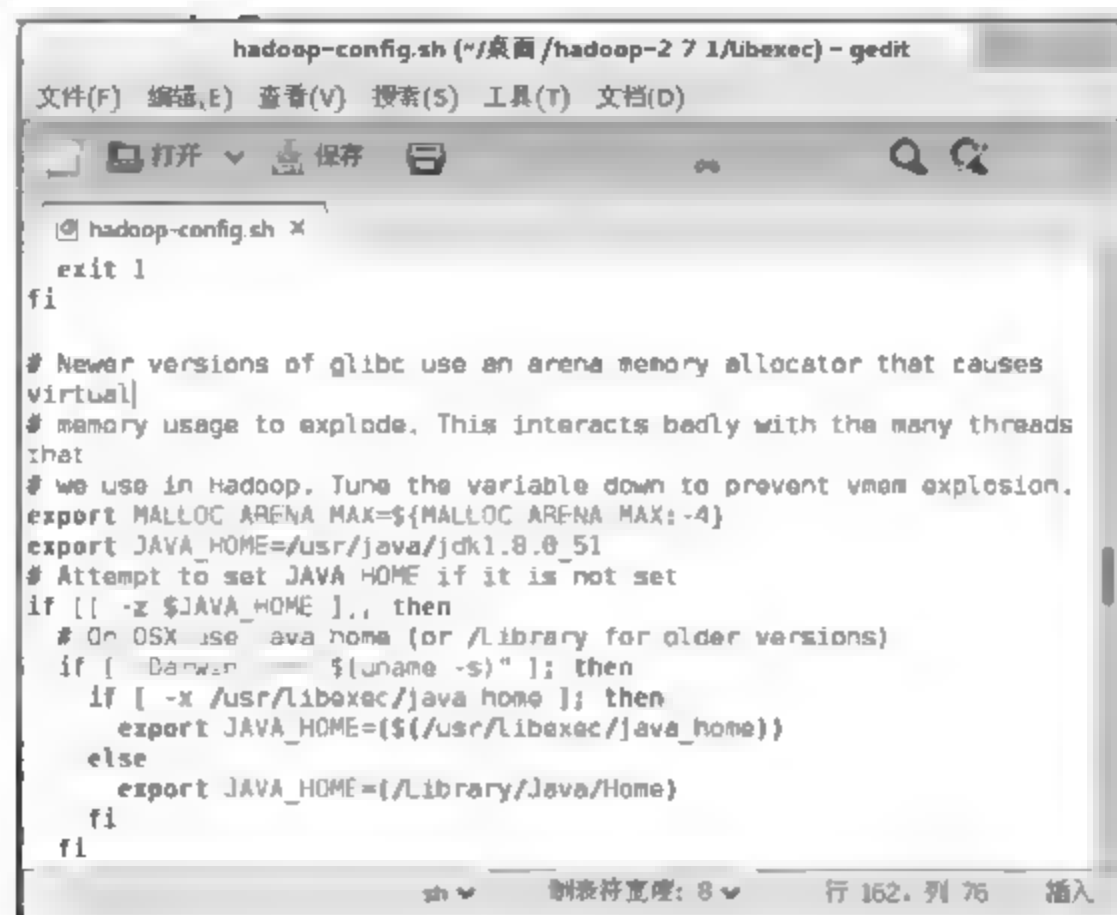 hadoop-config.sh (~/桌面/hadoop-2 7 1/libexec) - gedit
文件(F) 编辑(E) 查看(V) 搜索(S) 工具(T) 文档(D)
打开 保存
hadoop-config.sh ×
exit 1
fi
# Newer versions of glibc use an arena memory allocator that causes
virtual
# memory usage to explode. This interacts badly with the many threads
that
# we use in Hadoop. Tune the variable down to prevent vmem explosion.
export MALLOC ARENA MAX=${MALLOC ARENA MAX:-4}
export JAVA_HOME=/usr/java/jdk1.8.0_51
# Attempt to set JAVA HOME if it is not set
if [[ -z $JAVA_HOME ]]; then
# On OSX use java home (or /Library for older versions)
if [ Darwin $(uname -s)" ]; then
if [ -x /usr/libexec/java home ]; then
export JAVA_HOME=($(/usr/libexec/java_home))
else
export JAVA_HOME=(/Library/Java/Home)
fi
fi
sh 制表符宽度: 8 行 162, 列 76 插入